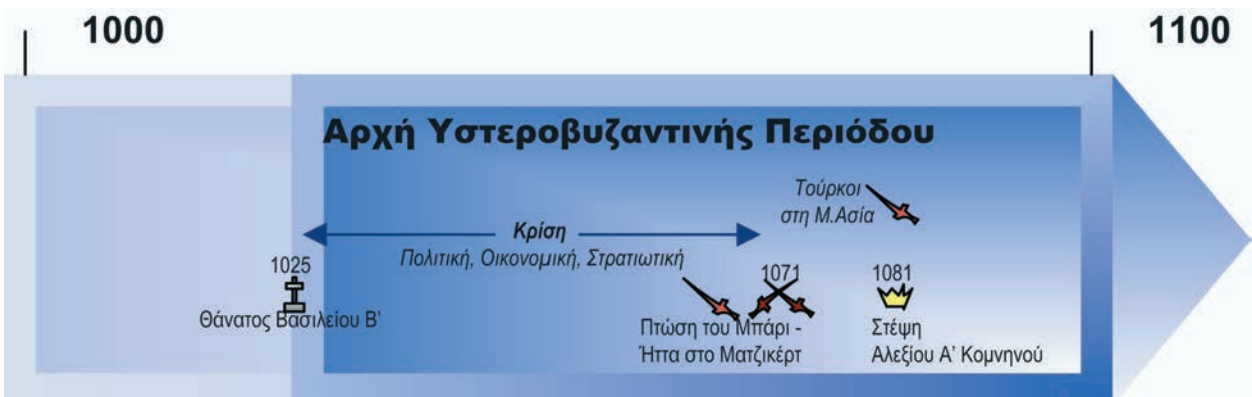 1000
1100
Αρχή Υστεροβυζαντινής Περιόδου
Τούρκοι
στη Μ.Ασία
Κρίση
Πολιτική, Οικονομική, Στρατιωτική
1025
Θάνατος Βασιλείου Β'
1071
Πτώση του Μπάρι -
Ήττα στο Ματζικέρτ
1081
Στέψη
Αλεξίου Α' Κομνηνού